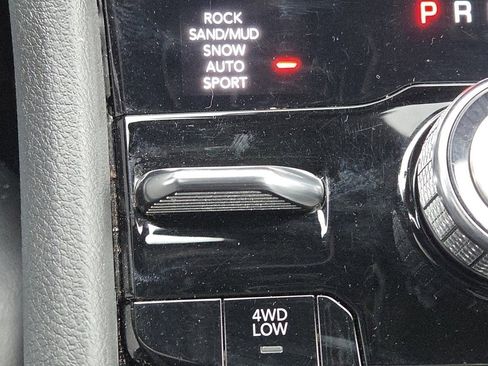 ROCK
SAND/MUD
SNOW
AUTO
SPORT
P R
4WD
LOW